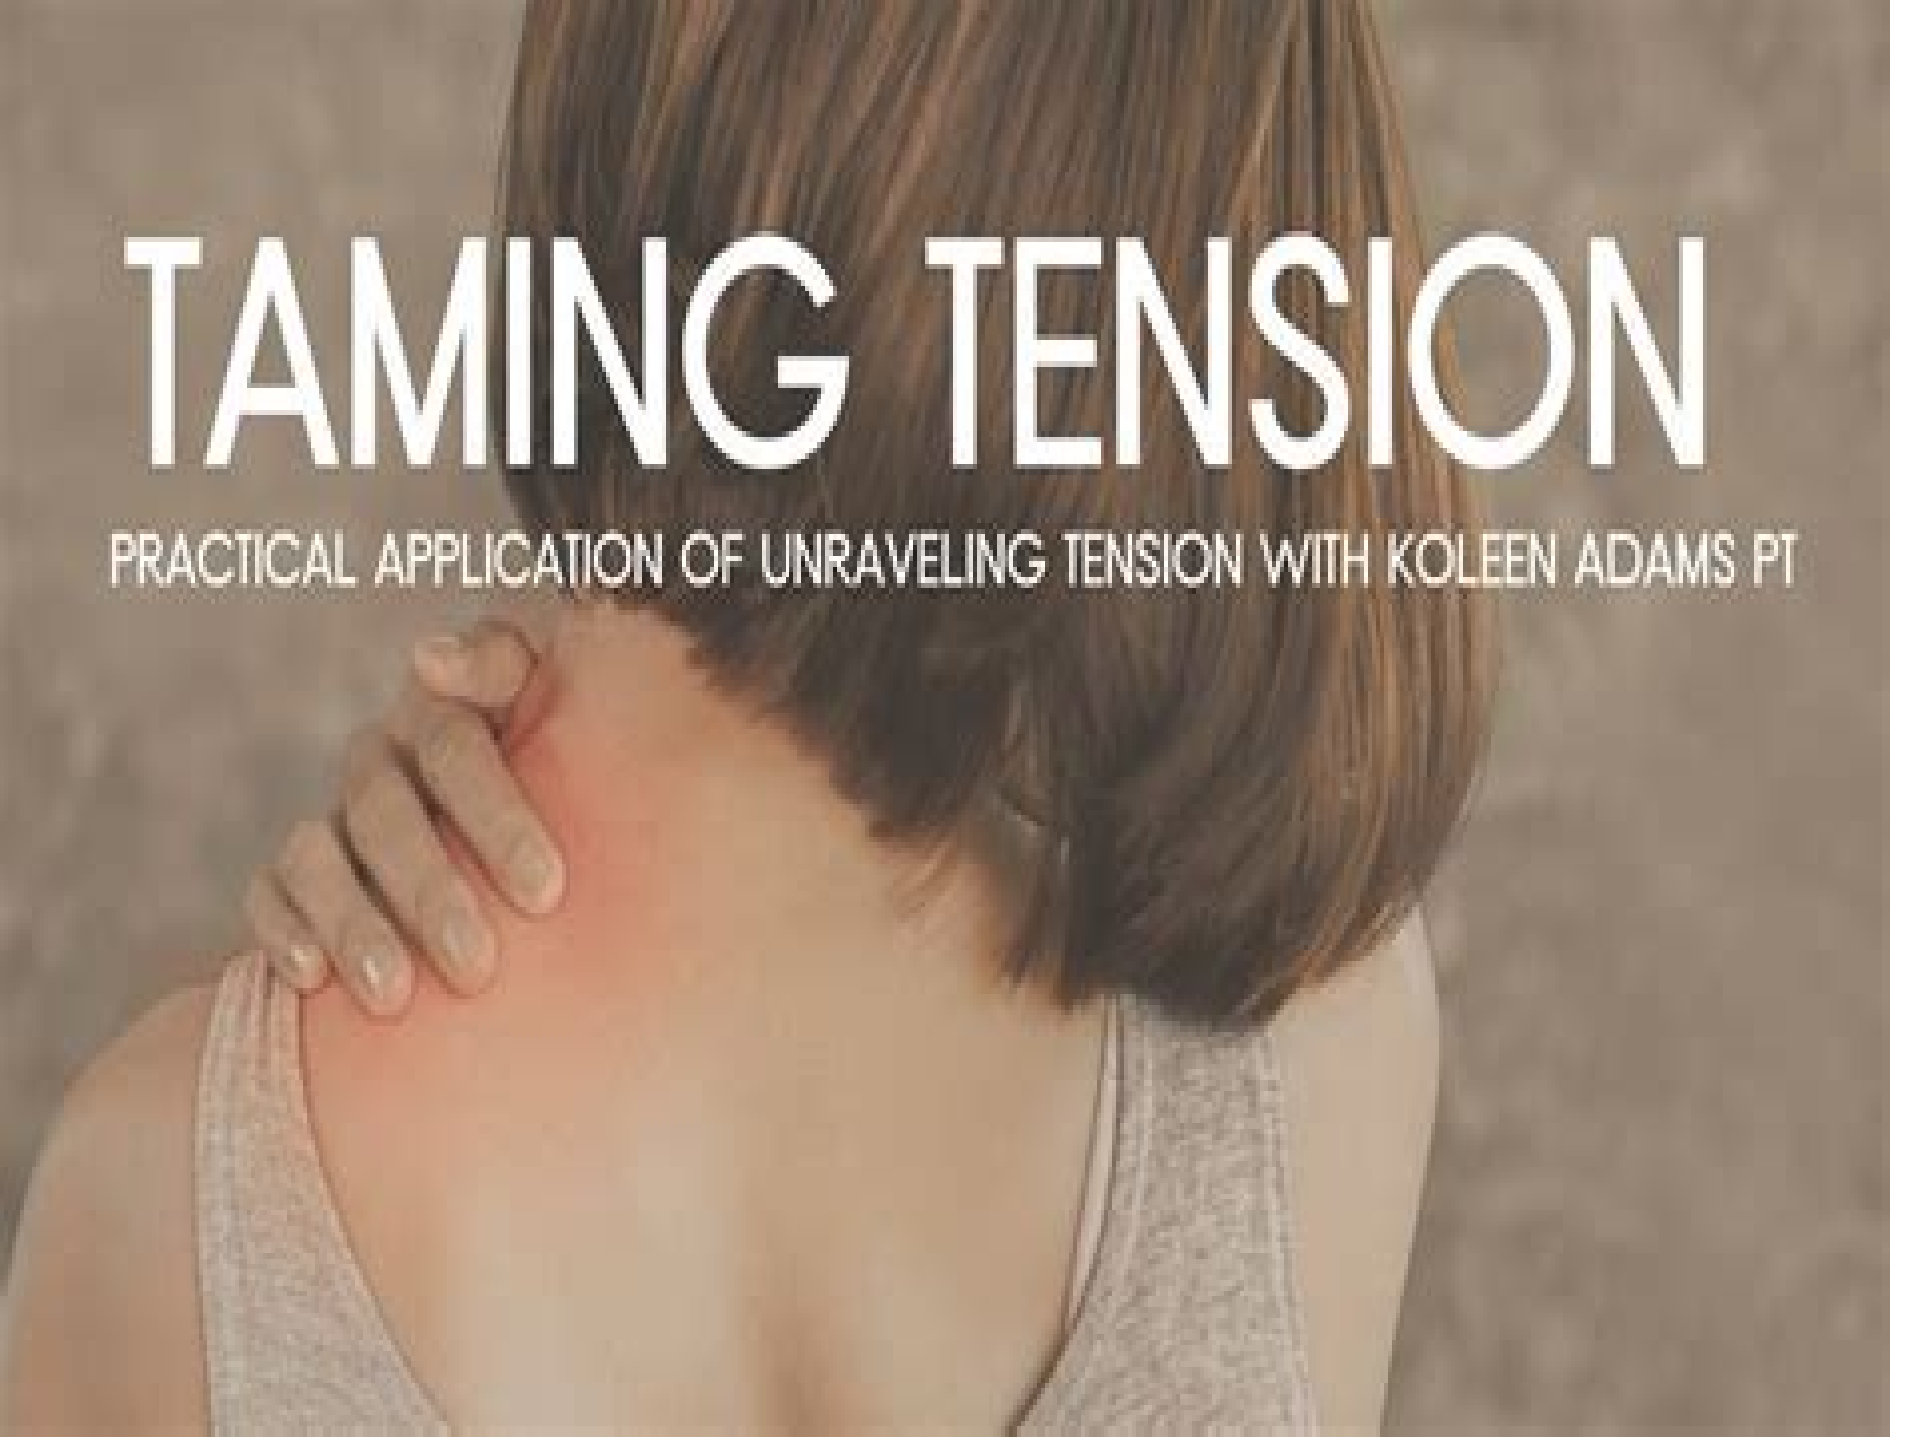 TAMING TENSION
PRACTICAL APPLICATION OF UNRAVELING TENSION WITH KOLEEN ADAMS PT